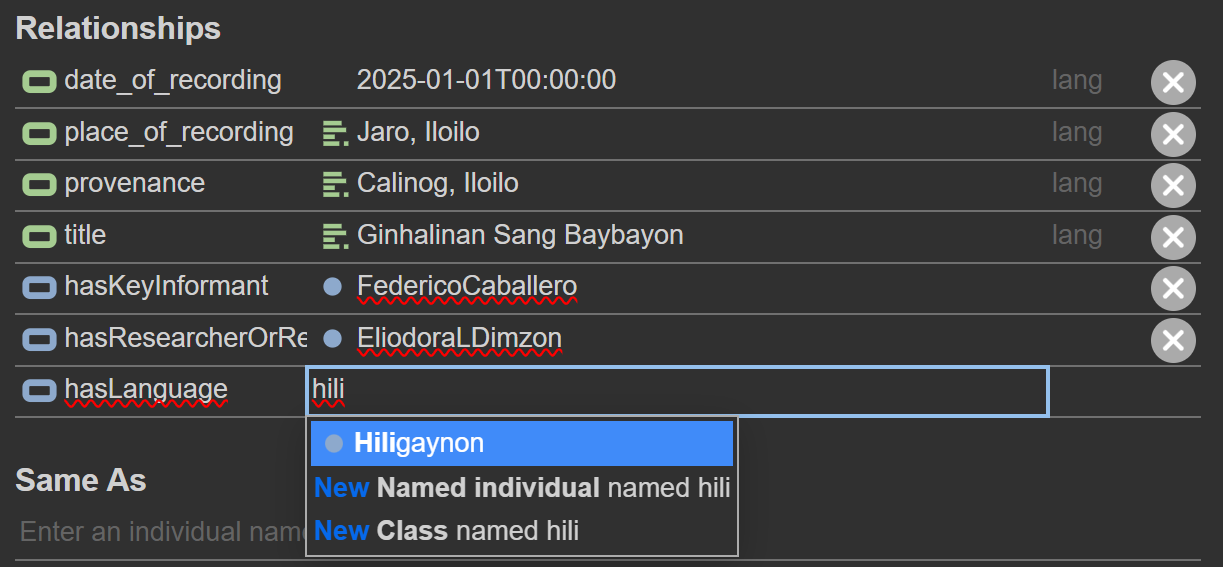 Relationships
date_of_recording 2025-01-01T00:00:00 lang
place_of_recording Jaro, Iloilo lang
provenance Calinog, Iloilo lang
title Ginhalinan Sang Baybayon lang
hasKeyInformant FedericoCaballero
hasResearcherOrRe EliodoraLDimzon
hasLanguage hili
Hiligaynon
Same As
New Named individual named hili
Enter an individual name
New Class named hili